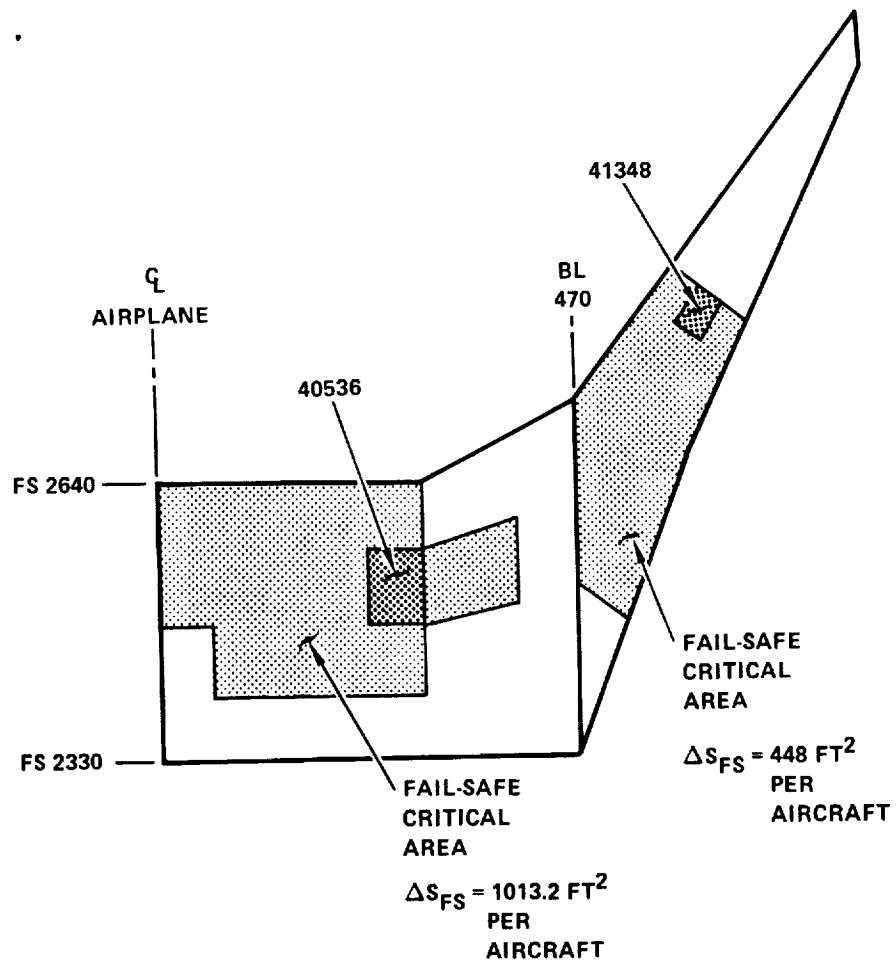 41348
BL
470
℄
AIRPLANE
40536
FS 2640
FAIL-SAFE
CRITICAL
AREA
ΔS_FS = 448 FT²
PER
AIRCRAFT
FS 2330
FAIL-SAFE
CRITICAL
AREA
ΔS_FS = 1013.2 FT²
PER
AIRCRAFT